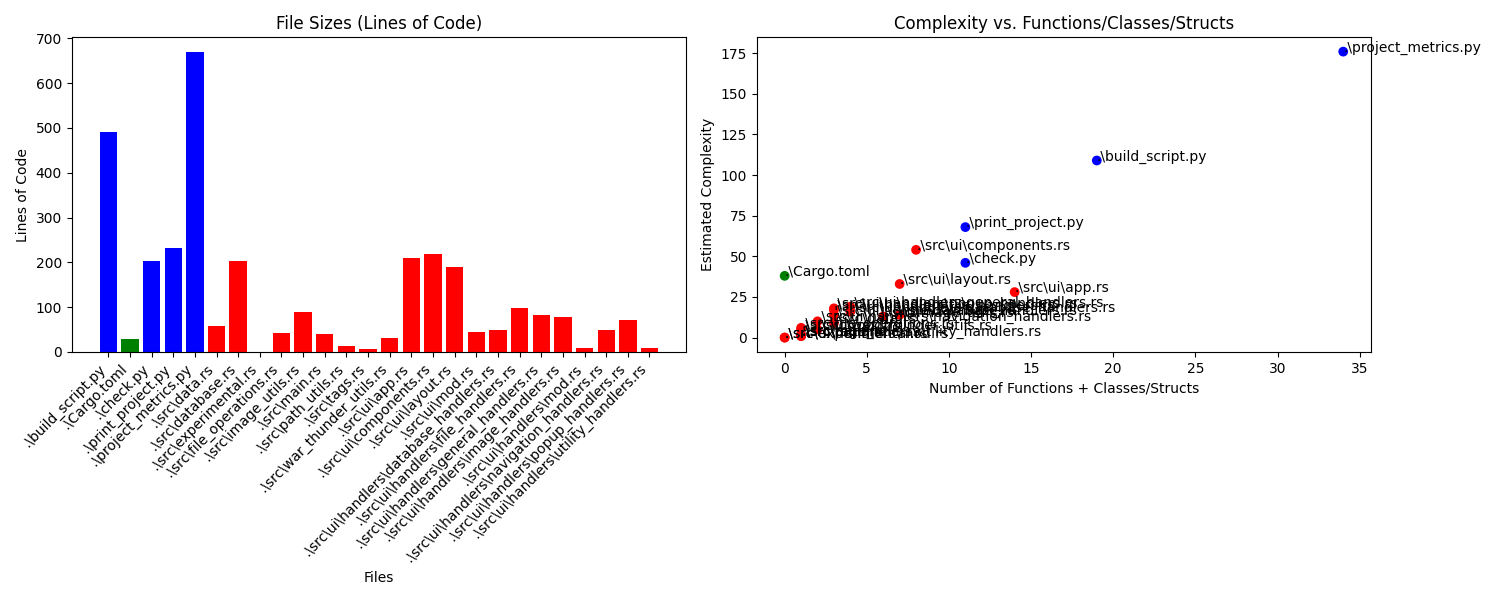 File Sizes (Lines of Code)
700
600
500
400
300
200
100
0
Lines of Code
.\build_script.py
.\Cargo.toml
.\check.py
.\print_project.py
.\project_metrics.py
.\src\data.rs
.\src\database.rs
.\src\experimental.rs
.\src\file_operations.rs
.\src\image_utils.rs
.\src\main.rs
.\src\path_utils.rs
.\src\tags.rs
.\src\war_thunder_utils.rs
.\src\ui\app.rs
.\src\ui\components.rs
.\src\ui\layout.rs
.\src\ui\mod.rs
.\src\ui\handlers\database_handlers.rs
.\src\ui\handlers\file_handlers.rs
.\src\ui\handlers\general_handlers.rs
.\src\ui\handlers\image_handlers.rs
.\src\ui\handlers\mod.rs
.\src\ui\handlers\navigation_handlers.rs
.\src\ui\handlers\popup_handlers.rs
.\src\ui\handlers\utility_handlers.rs
Files
Complexity vs. Functions/Classes/Structs
175
150
125
100
75
50
25
0
Estimated Complexity
.\project_metrics.py
.\build_script.py
.\print_project.py
.\src\ui\components.rs
.\check.py
.\Cargo.toml
.\src\ui\layout.rs
.\src\ui\app.rs
.\src\ui\handlers\general_handlers.rs
0
5
10
15
20
25
30
35
Number of Functions + Classes/Structs